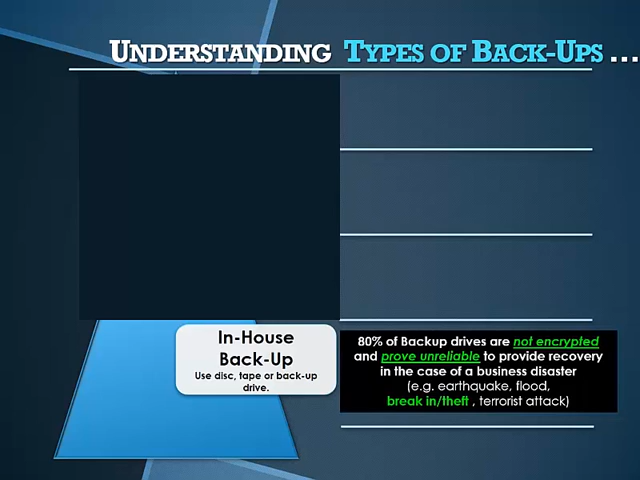 UNDERSTANDING TYPES OF BACK-UPS ...
In-House
Back-Up
Use disc, tape or back-up
drive.
80% of Backup drives are not encrypted
and prove unreliable to provide recovery
in the case of a business disaster
(e.g. earthquake, flood,
break in/theft , terrorist attack)